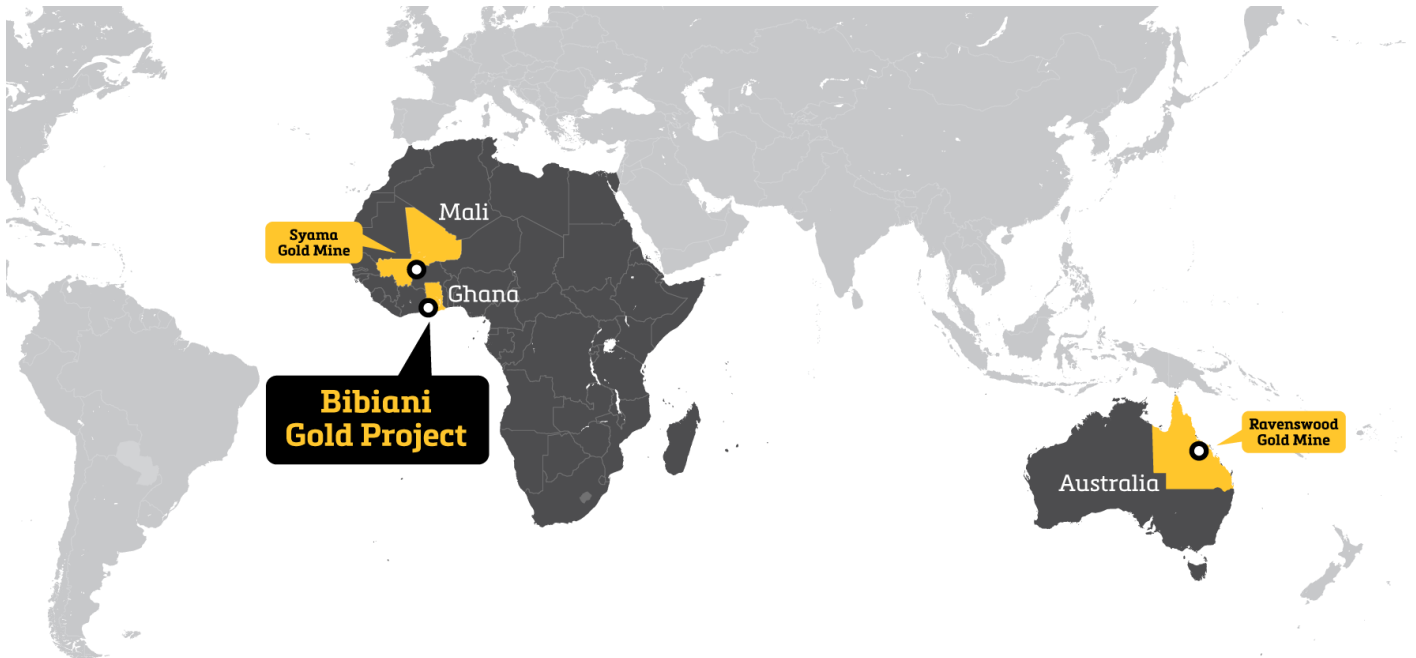 Mali
Syama
Gold Mine
Ghana
Bibiani
Gold Project
Ravenswood
Gold Mine
Australia